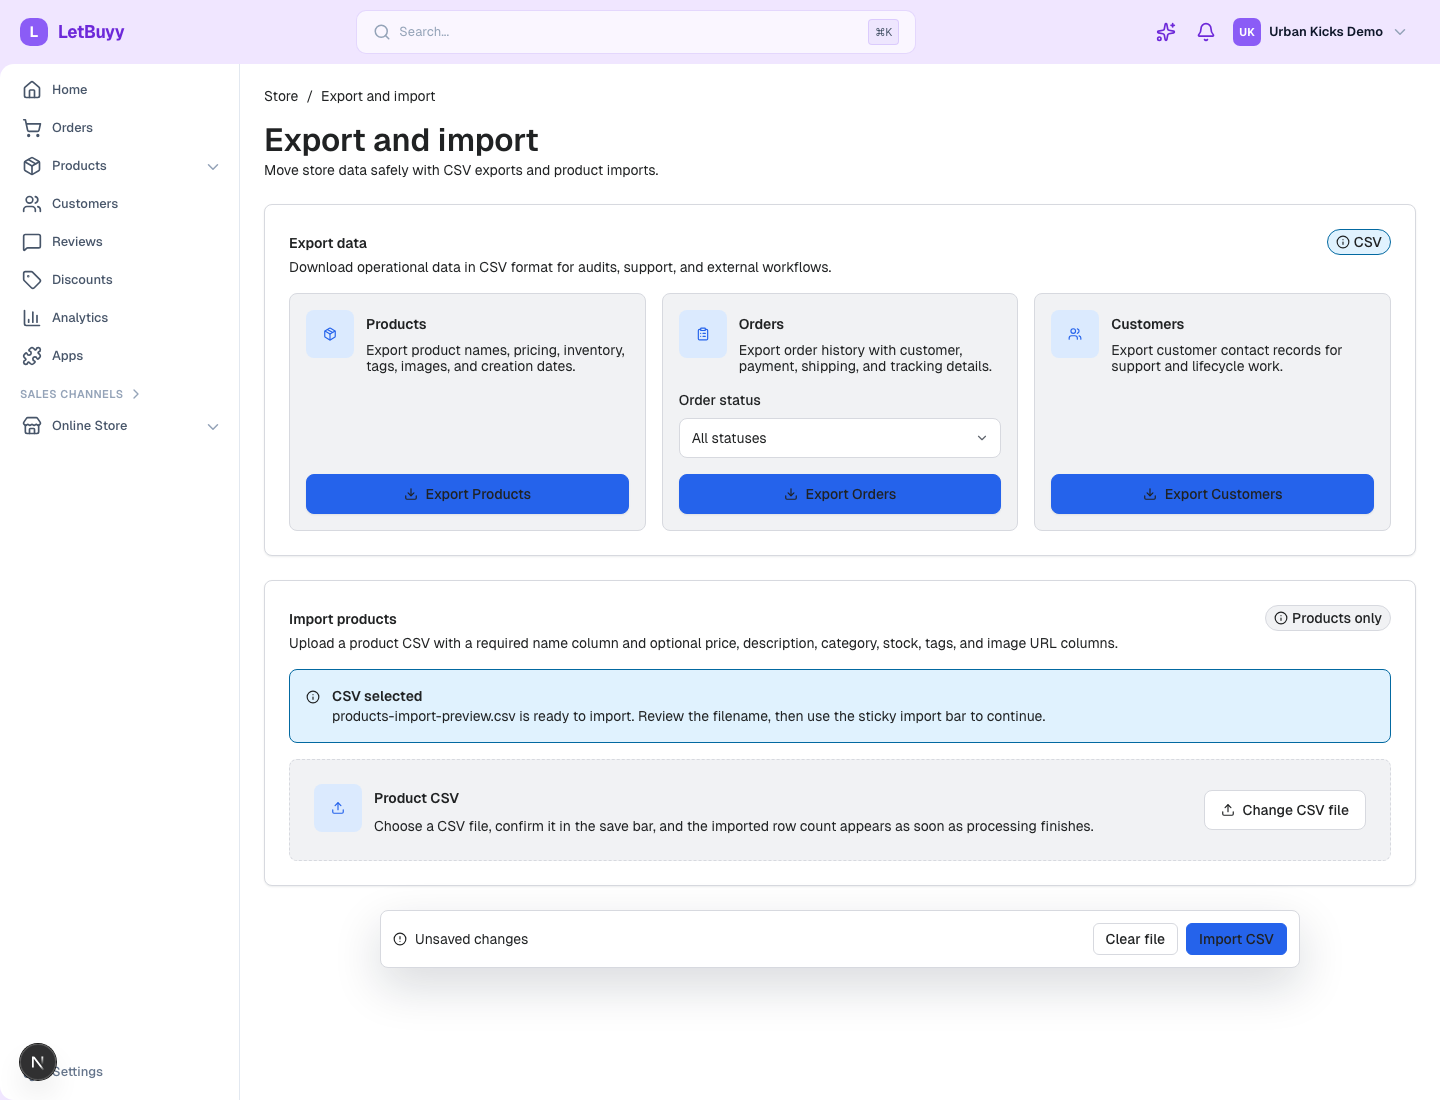 L LetBuyy
Search...
⌘K
UK Urban Kicks Demo
Home
Orders
Products
Customers
Reviews
Discounts
Analytics
Apps
SALES CHANNELS
Online Store
N
Settings
Store / Export and import
Export and import
Move store data safely with CSV exports and product imports.
Export data
CSV
Download operational data in CSV format for audits, support, and external workflows.
Products
Export product names, pricing, inventory,
tags, images, and creation dates.
Export Products
Orders
Export order history with customer,
payment, shipping, and tracking details.
Order status
All statuses
Export Orders
Customers
Export customer contact records for
support and lifecycle work.
Export Customers
Import products
Products only
Upload a product CSV with a required name column and optional price, description, category, stock, tags, and image URL columns.
CSV selected
products-import-preview.csv is ready to import. Review the filename, then use the sticky import bar to continue.
Product CSV
Choose a CSV file, confirm it in the save bar, and the imported row count appears as soon as processing finishes.
Change CSV file
Unsaved changes
Clear file
Import CSV